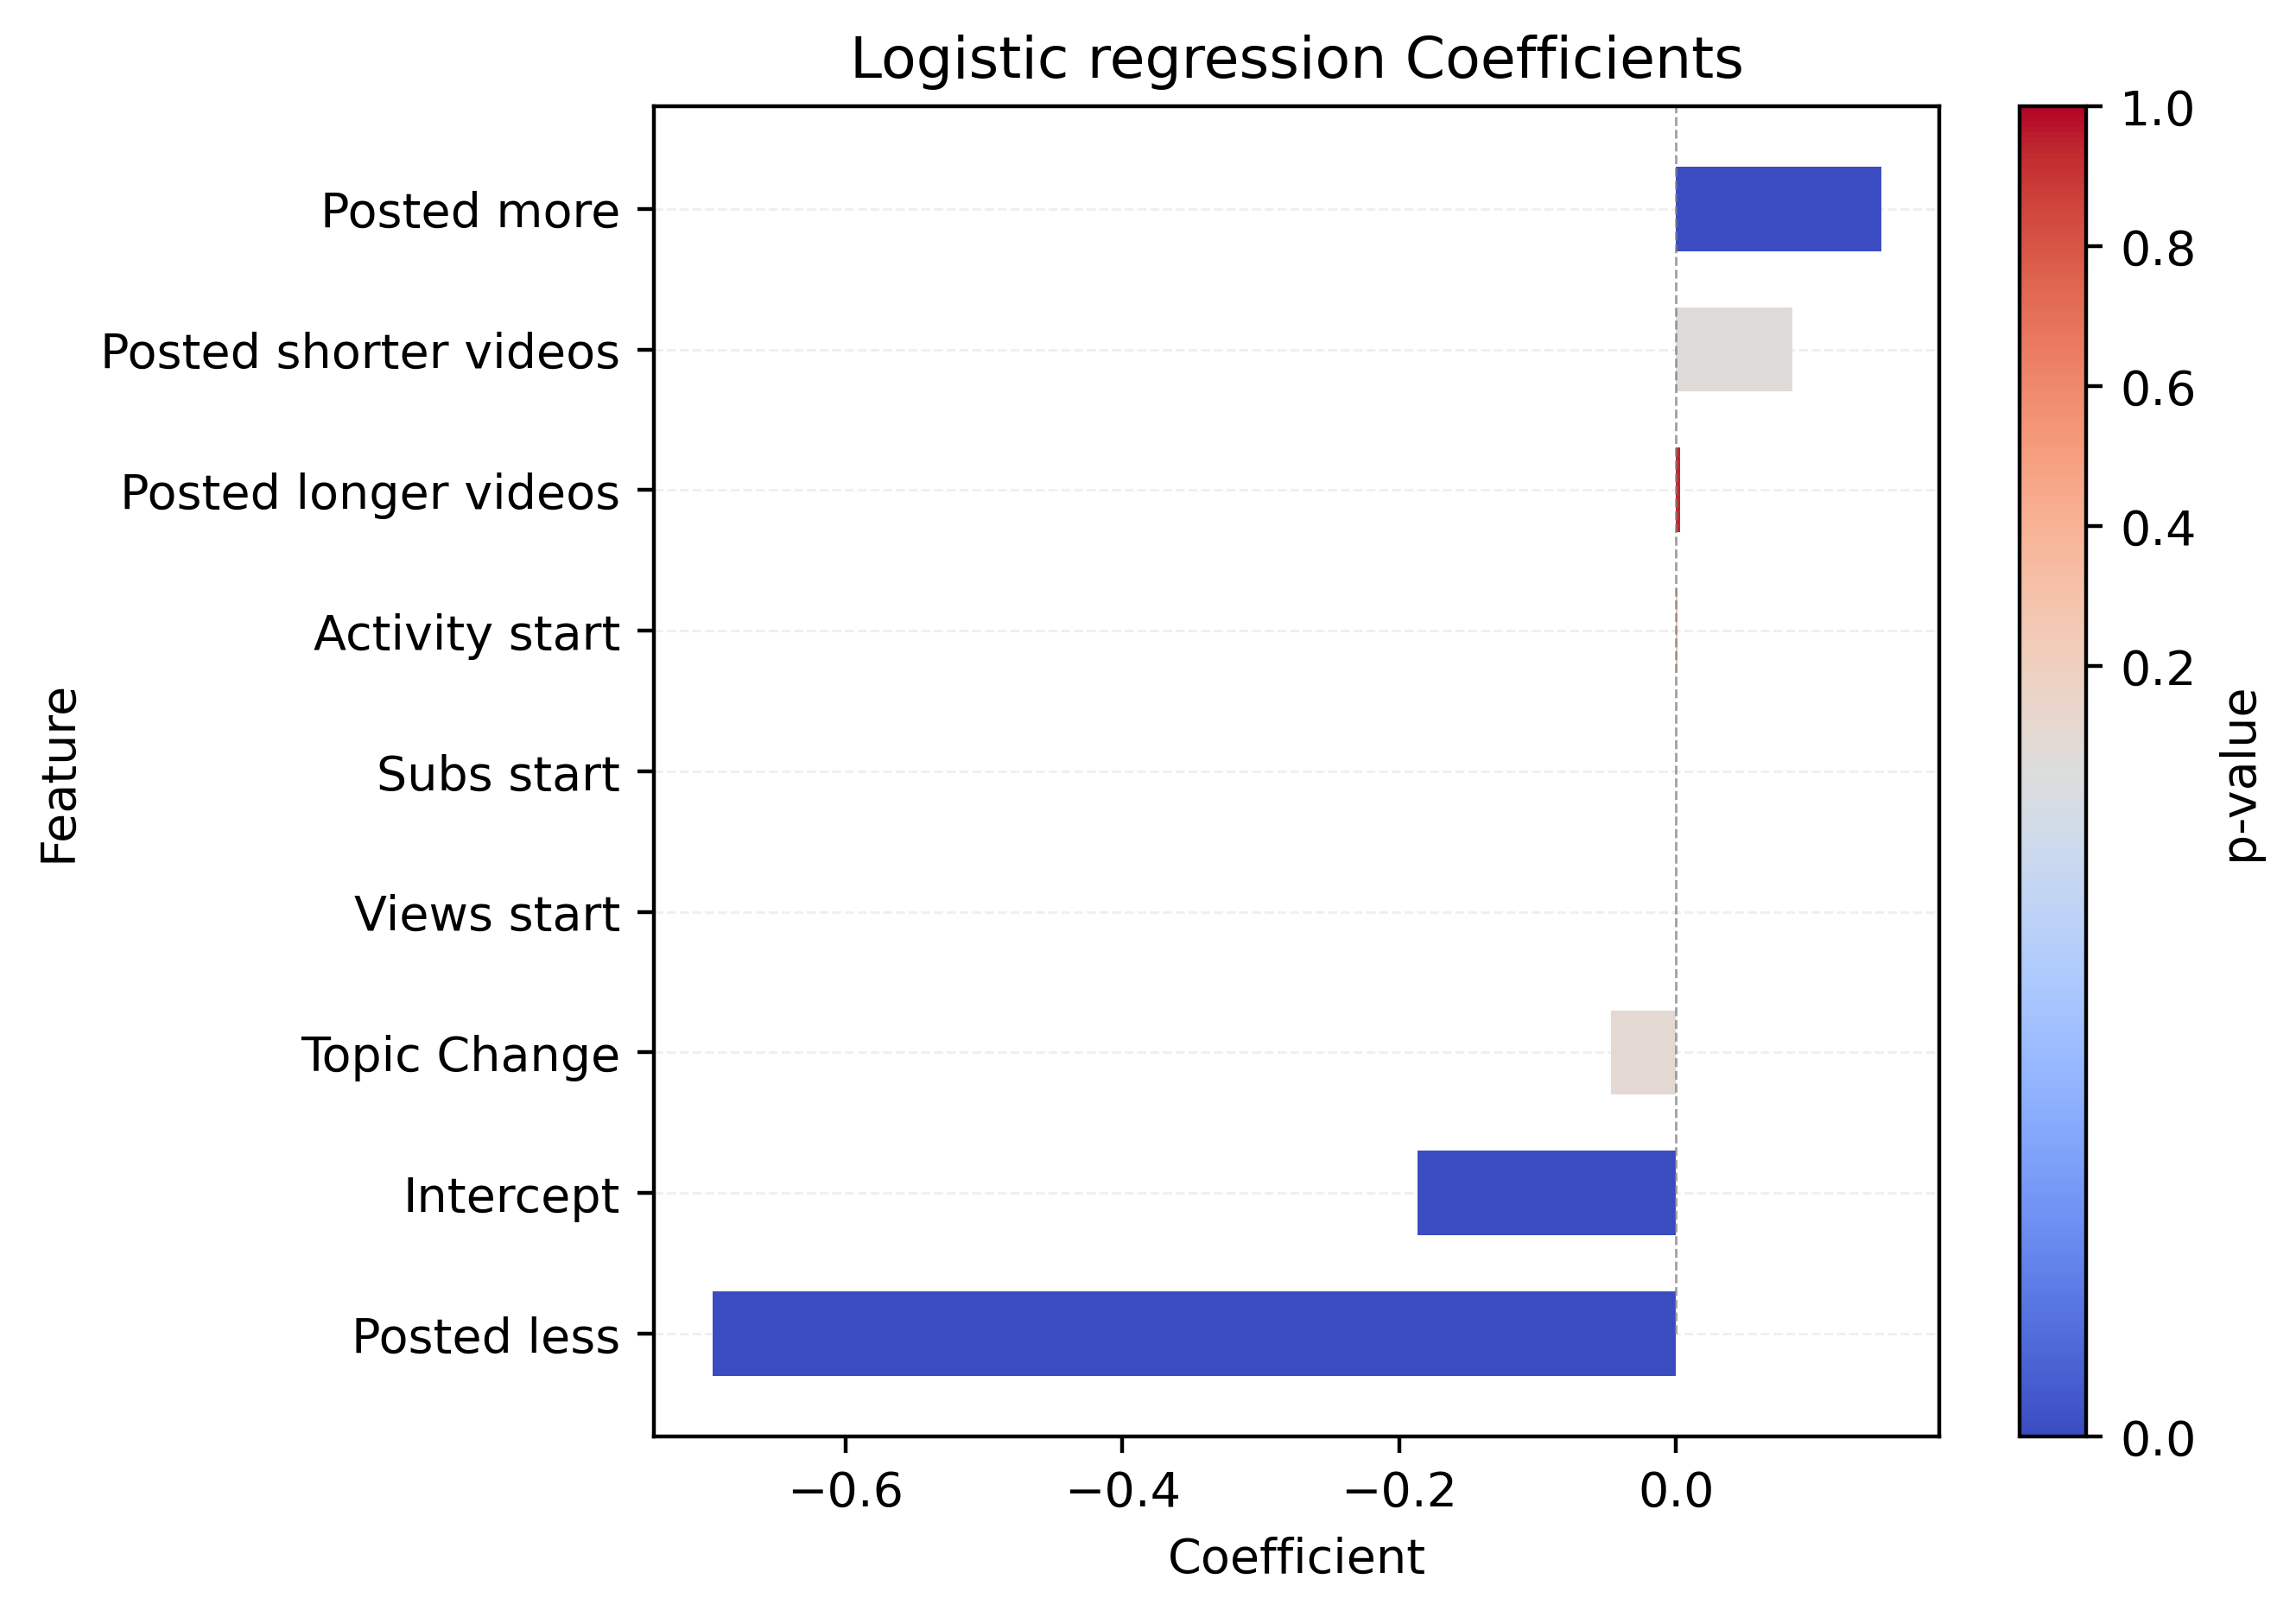 Logistic regression Coefficients
Feature
Posted more
Posted shorter videos
Posted longer videos
Activity start
Subs start
Views start
Topic Change
Intercept
Posted less
−0.6 −0.4 −0.2 0.0
Coefficient
1.0
0.8
0.6
0.4
0.2
0.0
p-value